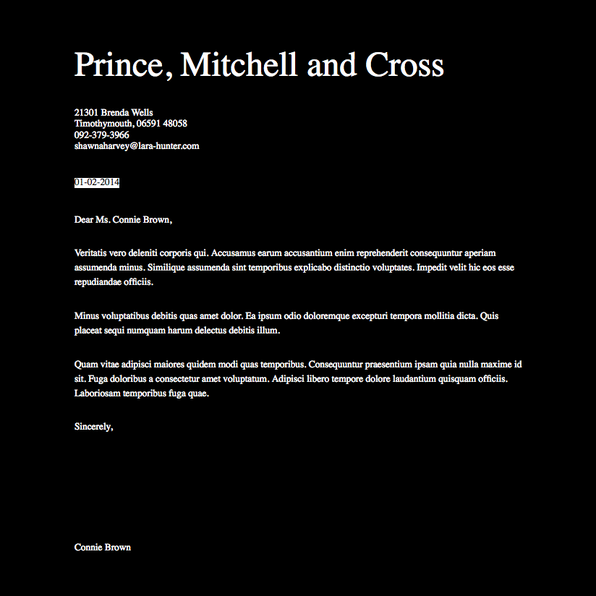 Prince, Mitchell and Cross
21301 Brenda Wells
Timothymouth, 06591 48058
092-379-3966
shawnaharvey@lara-hunter.com
01-02-2014
Dear Ms. Connie Brown,
Veritatis vero deleniti corporis qui. Accusamus earum accusantium enim reprehenderit consequuntur aperiam
assumenda minus. Similique assumenda sint temporibus explicabo distinctio voluptates. Impedit velit hic eos esse
repudiandae officiis.
Minus voluptatibus debitis quas amet dolor. Ea ipsum odio doloremque excepturi tempora mollitia dicta. Quis
placeat sequi numquam harum delectus debitis illum.
Quam vitae adipisci maiores quidem modi quas temporibus. Consequuntur praesentium ipsam quia nulla maxime id
sit. Fuga doloribus a consectetur amet voluptatum. Adipisci libero tempore dolore laudantium quisquam officiis.
Laboriosam temporibus fuga quae.
Sincerely,
Connie Brown